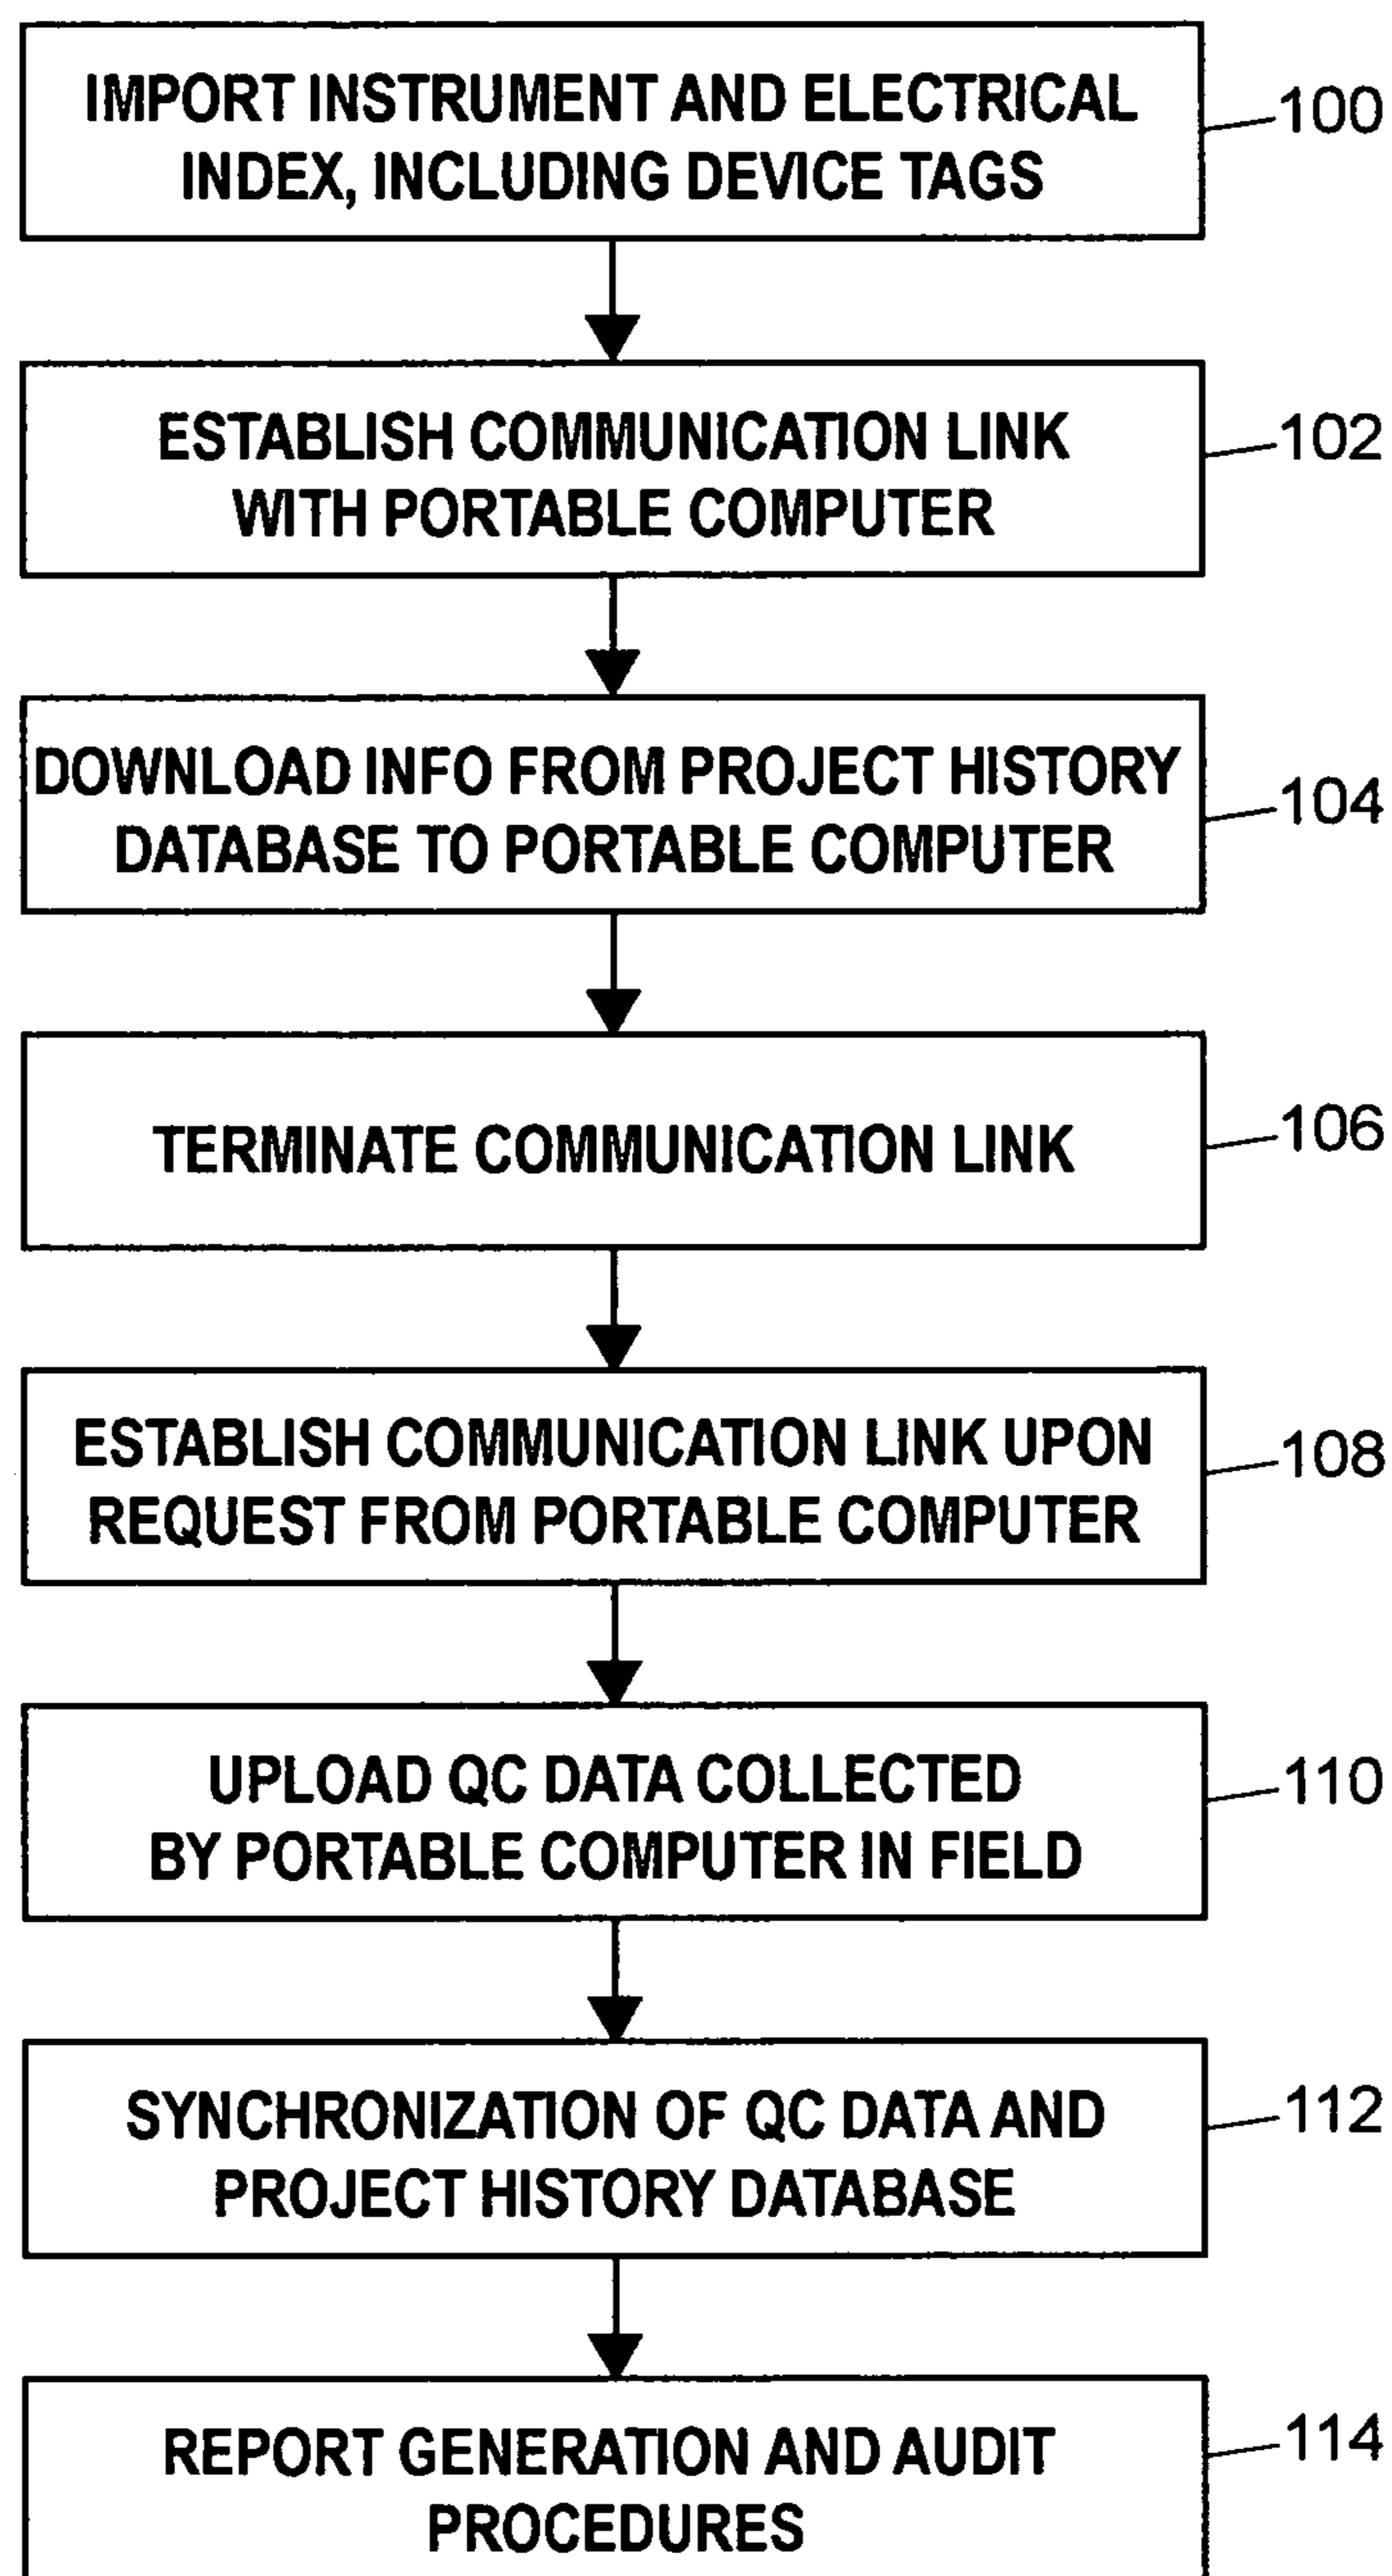 IMPORT INSTRUMENT AND ELECTRICAL
INDEX, INCLUDING DEVICE TAGS
100
ESTABLISH COMMUNICATION LINK
WITH PORTABLE COMPUTER
102
DOWNLOAD INFO FROM PROJECT HISTORY
DATABASE TO PORTABLE COMPUTER
104
TERMINATE COMMUNICATION LINK
106
ESTABLISH COMMUNICATION LINK UPON
REQUEST FROM PORTABLE COMPUTER
108
UPLOAD QC DATA COLLECTED
BY PORTABLE COMPUTER IN FIELD
110
SYNCHRONIZATION OF QC DATA AND
PROJECT HISTORY DATABASE
112
REPORT GENERATION AND AUDIT
PROCEDURES
114